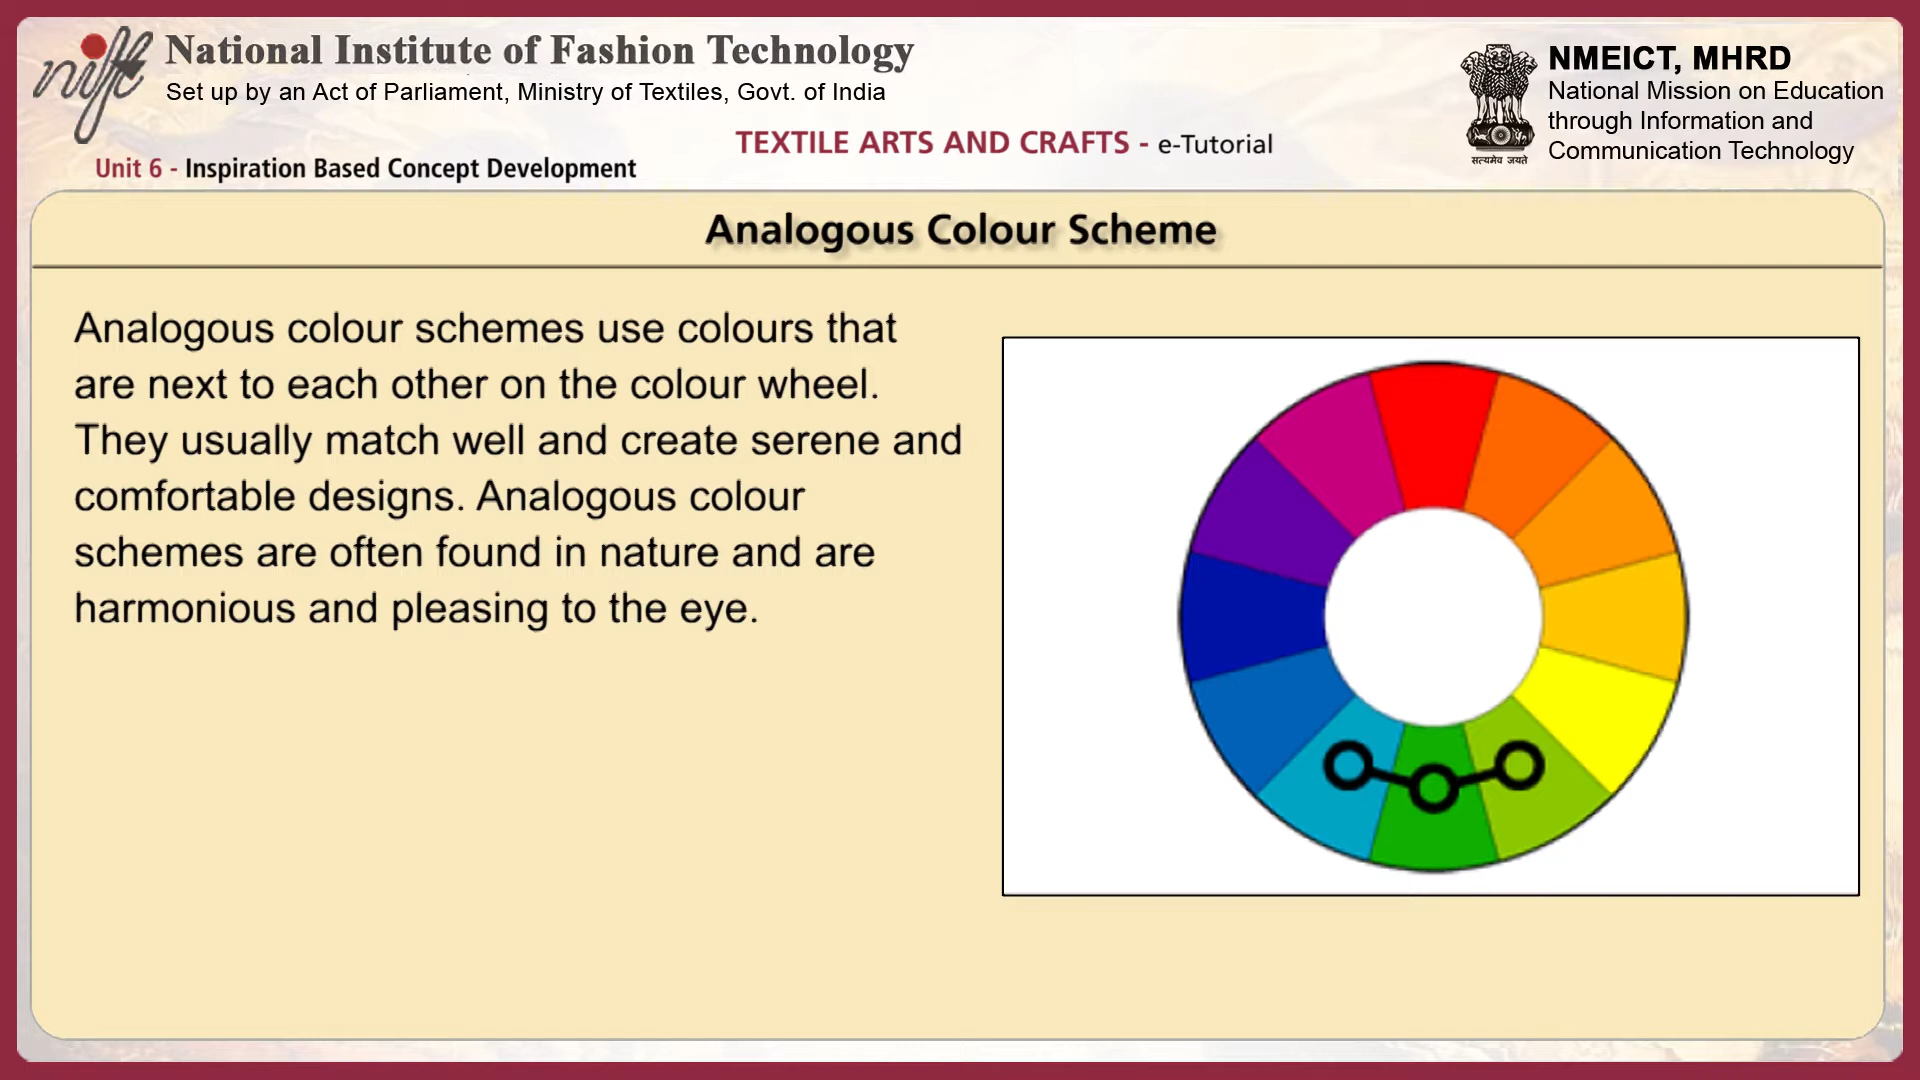 nift
National Institute of Fashion Technology
Set up by an Act of Parliament, Ministry of Textiles, Govt. of India
TEXTILE ARTS AND CRAFTS - e-Tutorial
Unit 6 - Inspiration Based Concept Development
सत्यमेव जयते
NMEICT, MHRD
National Mission on Education
through Information and
Communication Technology
Analogous Colour Scheme
Analogous colour schemes use colours that
are next to each other on the colour wheel.
They usually match well and create serene and
comfortable designs. Analogous colour
schemes are often found in nature and are
harmonious and pleasing to the eye.